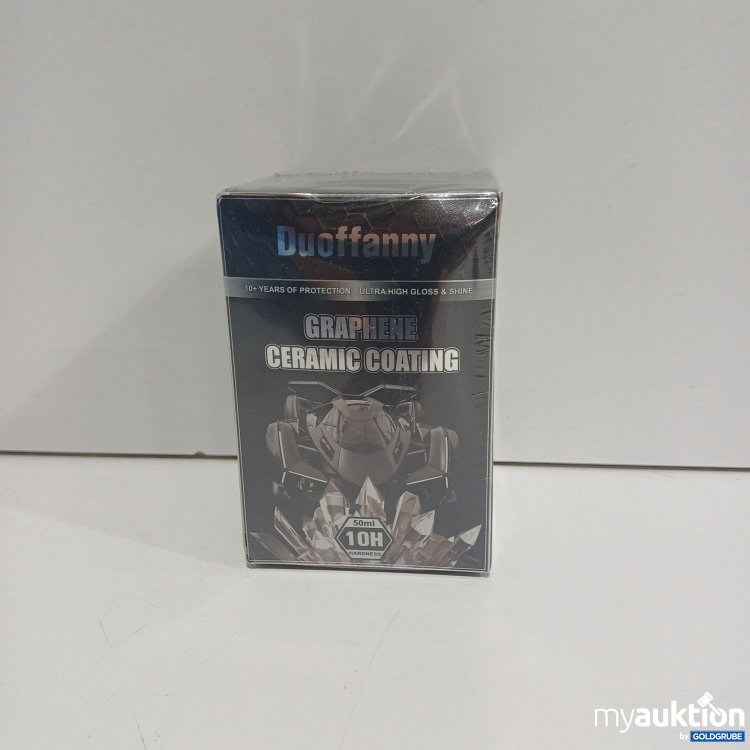 Duoffanny
10+ YEARS OF PROTECTION ULTRA-HIGH GLOSS & SHINE
GRAPHENE
CERAMIC COATING
50ml
10H
HARDNESS
myauktion
by GOLDGRUBE